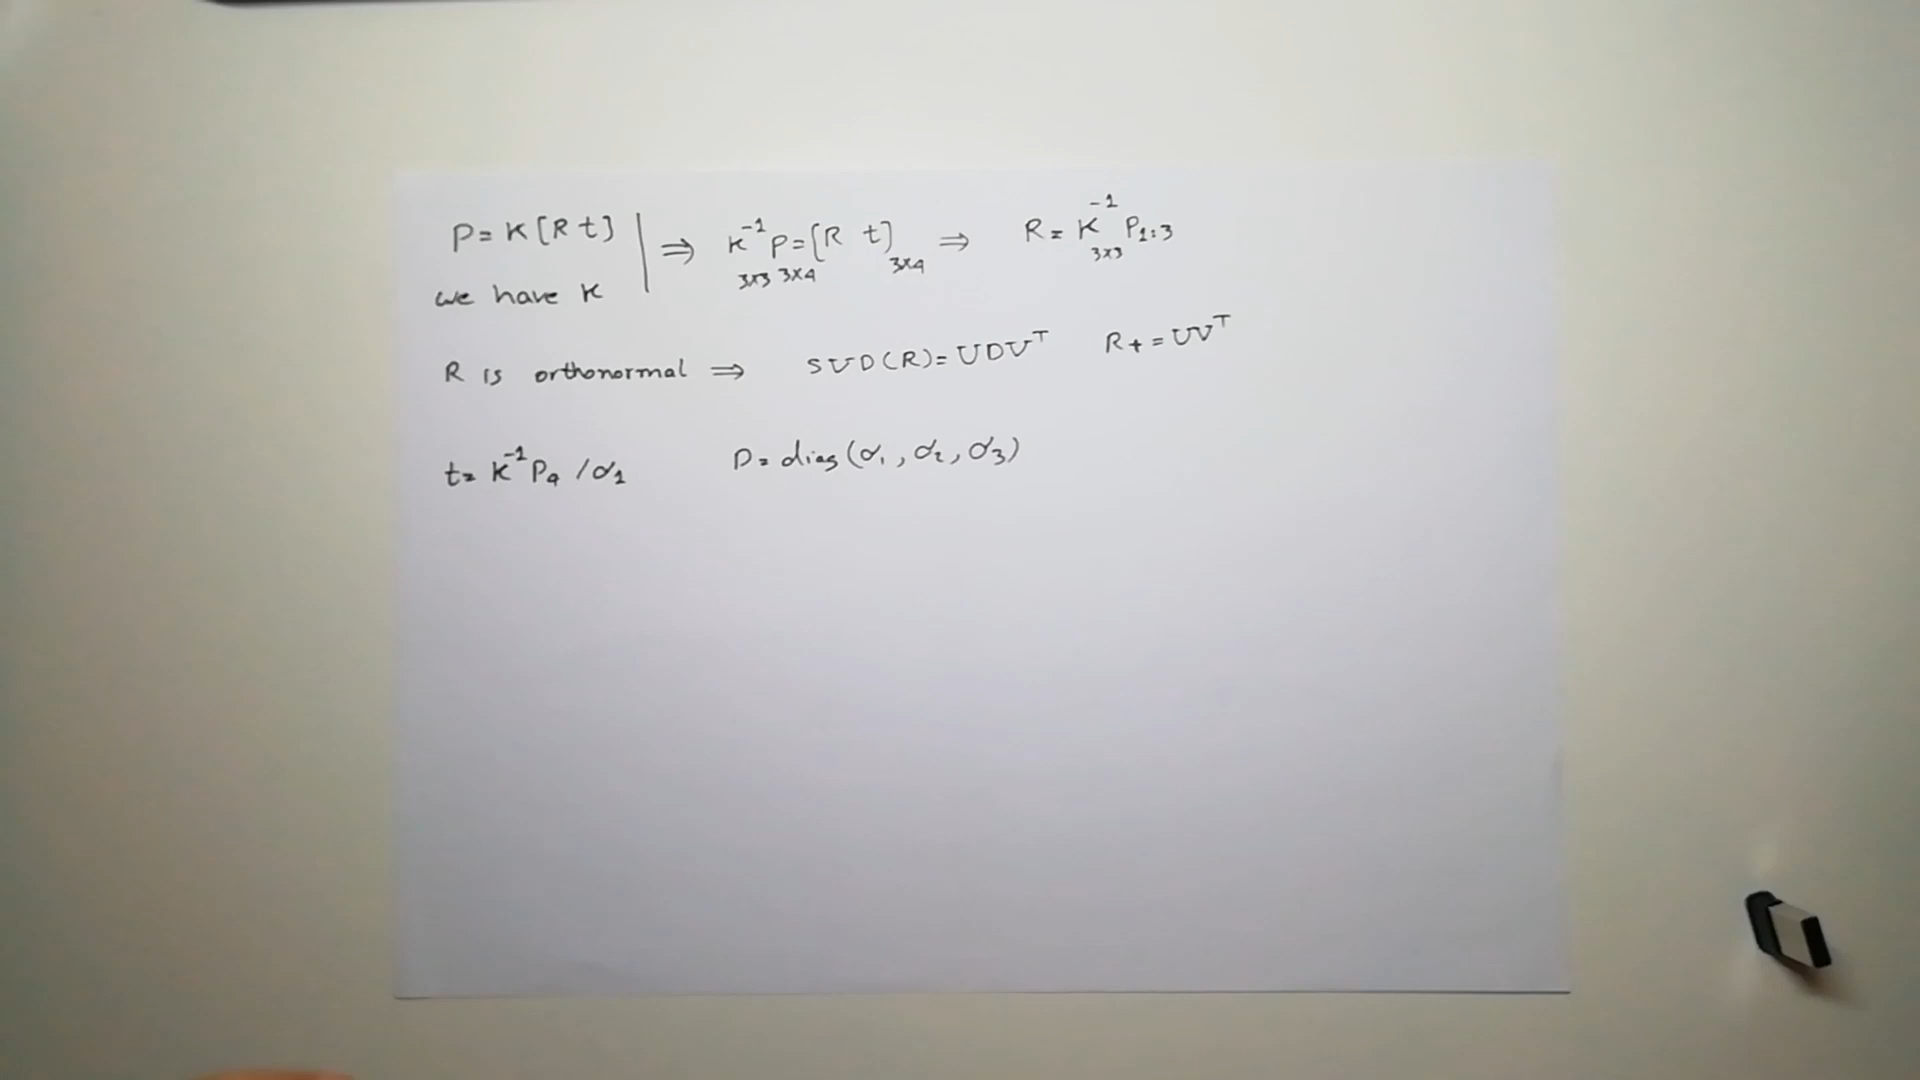 P = K [R t] | ⇒ K⁻¹ P = [R t] ⇒ R = K⁻¹ P₁:₃
3x3 3x4 3x4 3x3
we have K
R is orthonormal ⇒ SVD(R) = UDVᵀ R+ = UVᵀ
t = K⁻¹ P₄ / σ₁ D = diag (σ₁, σ₂, σ₃)